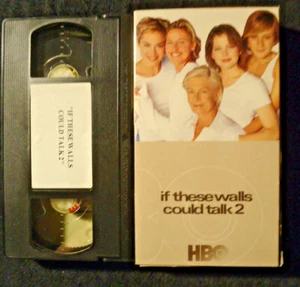 "IF THESE WALLS
COULD TALK 2"
if these walls
could talk 2
HBO